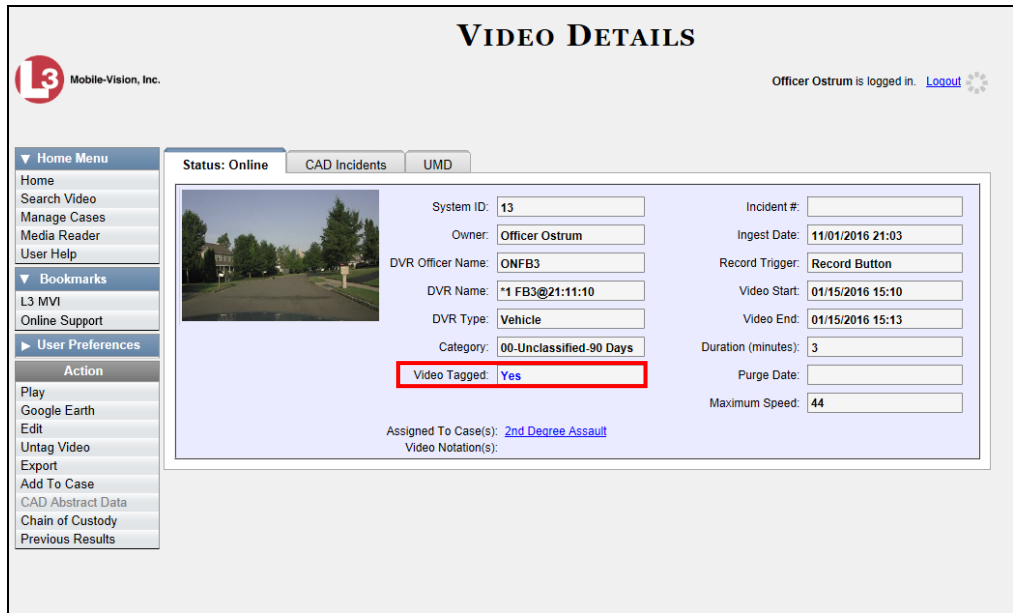 VIDEO DETAILS
L3 Mobile-Vision, Inc.
Officer Ostrum is logged in. Logout
▼ Home Menu
Home
Search Video
Manage Cases
Media Reader
User Help
▼ Bookmarks
L3 MVI
Online Support
▶ User Preferences
Action
Play
Google Earth
Edit
Untag Video
Export
Add To Case
CAD Abstract Data
Chain of Custody
Previous Results
Status: Online CAD Incidents UMD
System ID: 13
Owner: Officer Ostrum
DVR Officer Name: ONFB3
DVR Name: *1 FB3@21:11:10
DVR Type: Vehicle
Category: 00-Unclassified-90 Days
Video Tagged: Yes
Incident #:
Ingest Date: 11/01/2016 21:03
Record Trigger: Record Button
Video Start: 01/15/2016 15:10
Video End: 01/15/2016 15:13
Duration (minutes): 3
Purge Date:
Maximum Speed: 44
Assigned To Case(s): 2nd Degree Assault
Video Notation(s):